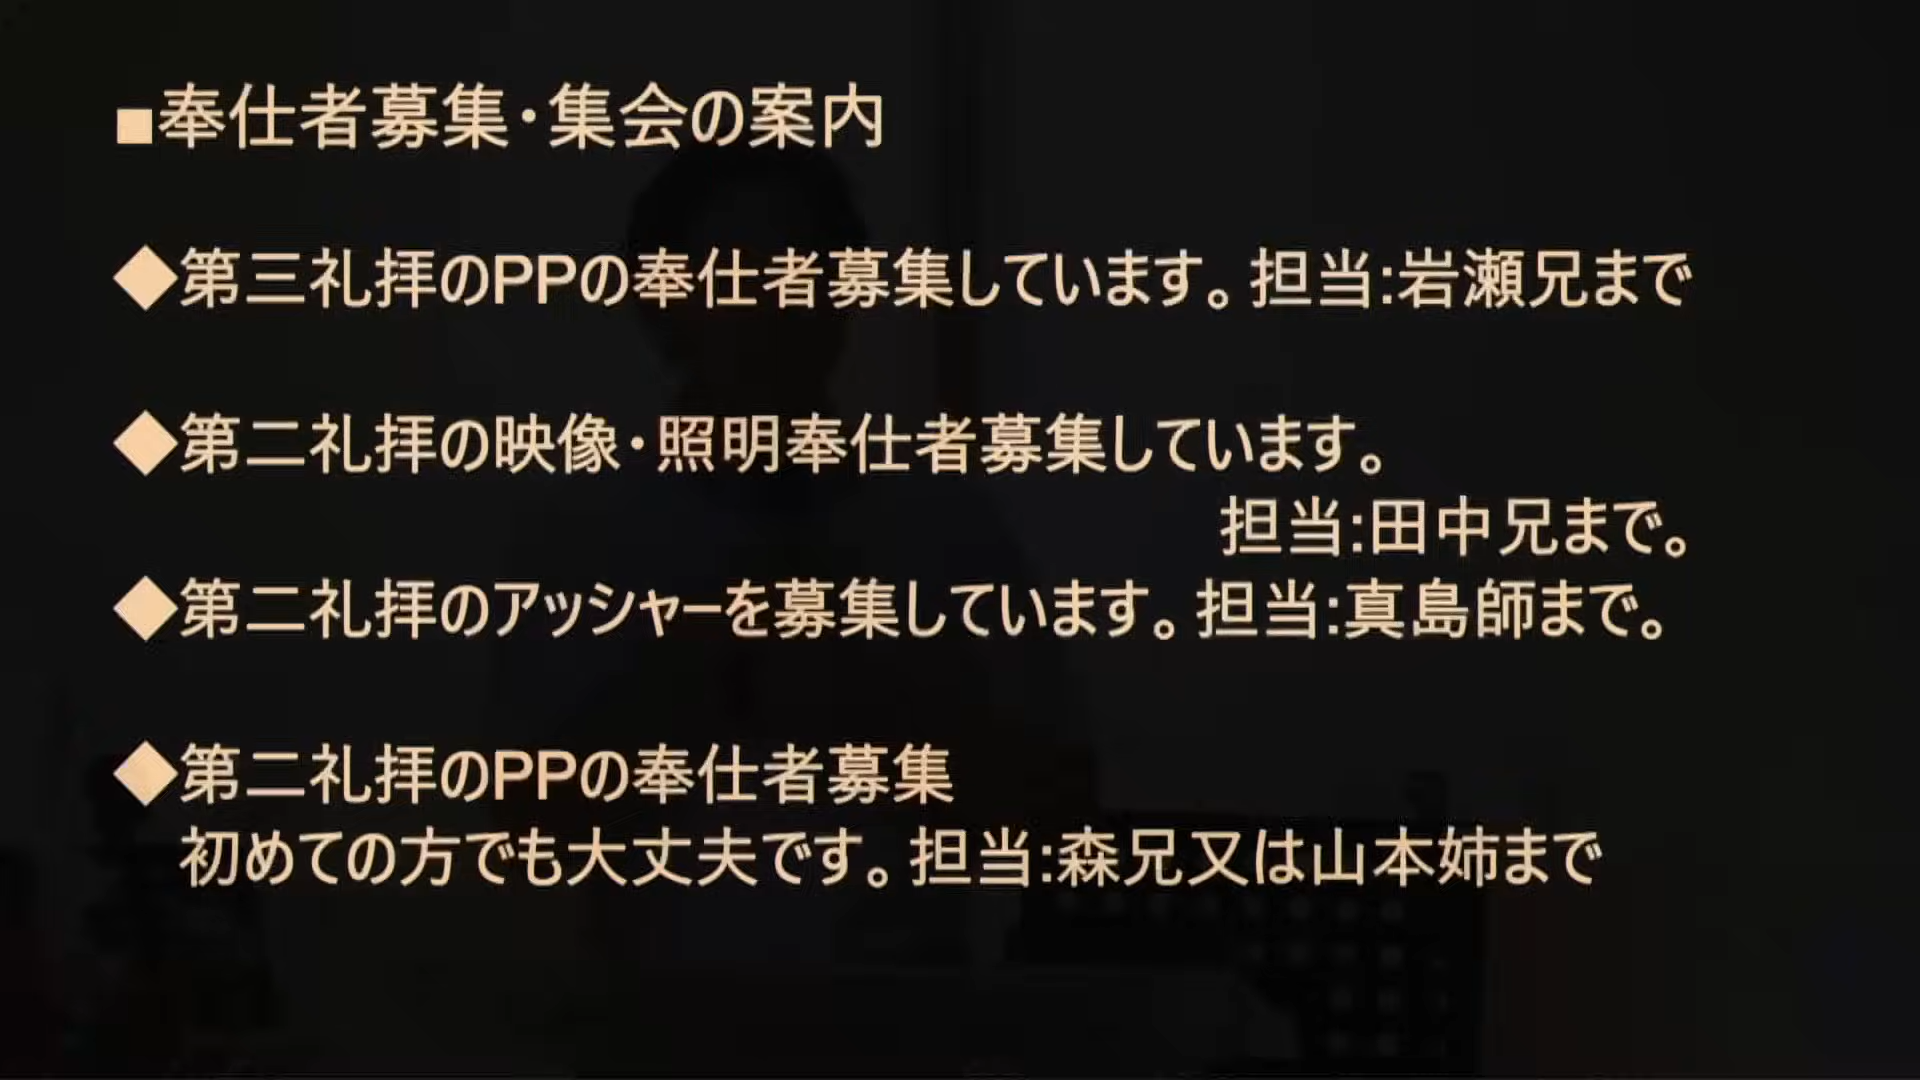 ■奉仕者募集・集会の案内
◆第三礼拝のPPの奉仕者募集しています。担当:岩瀬兄まで
◆第二礼拝の映像・照明奉仕者募集しています。
担当:田中兄まで。
◆第二礼拝のアッシャーを募集しています。担当:真島師まで。
◆第二礼拝のPPの奉仕者募集
初めての方でも大丈夫です。担当:森兄又は山本姉まで